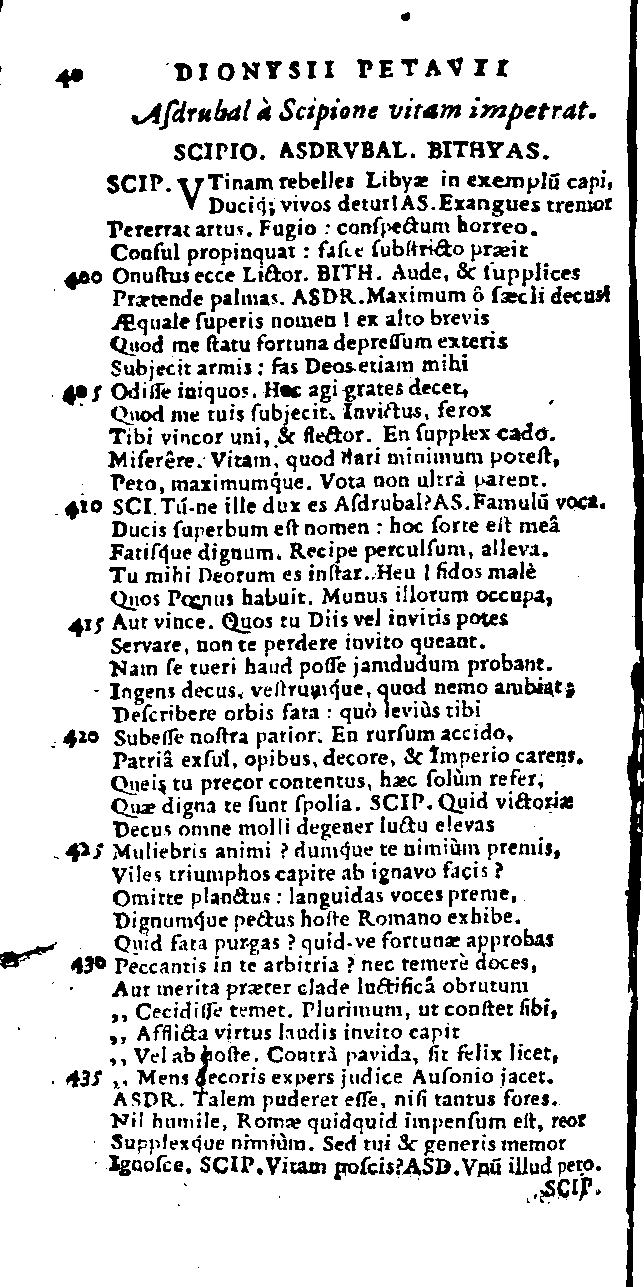 40 DIONYSII PETAVII
Aſdrubal à Scipione vitam impetrat.
SCIPIO. ASDRVBAL. BITHYAS.
SCIP. VTinam rebelles Libyæ in exemplũ capi,
Duciq; vivos detur! AS. Exangues tremor
Pererrat artus. Fugio : conſpectum horreo.
Conſul propinquat : faſce ſubſtricto præit
400 Onuſtus ecce Lictor. BITH. Aude, & ſupplices
Prætende palmas. ASDR. Maximum ô ſæcli decus!
Æquale ſuperis nomen ! ex alto brevis
Quod me ſtatu fortuna depreſſum exteris
Subjecit armis : fas Deos etiam mihi
405 Odiſſe iniquos. Hoc agi grates decet,
Quod me tuis ſubjecit. Invictus, ferox
Tibi vincor uni, & flector. En ſupplex cado.
Miſerêre. Vitam, quod dari minimum poteſt,
Peto, maximumque. Vota non ultrà patent.
410 SCI. Tú-ne ille dux es Aſdrubal? AS. Famulũ voca.
Ducis ſuperbum eſt nomen : hoc ſorte eſt meâ
Fatiſque dignum. Recipe perculſum, alleva.
Tu mihi Deorum es inſtar. Heu ! fidos malè
Quos Pœnus habuit. Munus illorum occupa,
415 Aut vince. Quos tu Diis vel invitis potes
Servare, non te perdere invito queant.
Nam ſe tueri haud poſſe jamdudum probant.
Ingens decus, veſtrumque, quod nemo ambiat;
Deſcribere orbis fata : quò leviùs tibi
420 Subeſſe noſtra patior. En rurſum accido,
Patriâ exſul, opibus, decore, & Imperio carens.
Queis tu precor contentus, hæc ſolùm refer,
Quæ digna te ſunt ſpolia. SCIP. Quid victoriæ
Decus omne molli degener luctu elevas
425 Muliebris animi ? dumque te nimiùm premis,
Viles triumphos capite ab ignavo facis ?
Omitte planctus : languidas voces preme,
Dignumque pectus hoſte Romano exhibe.
Quid fata purgas ? quid-ve fortunæ approbas
430 Peccantis in te arbitria ? nec temerè doces,
Aut merita præter clade luctificâ obrutum
,, Cecidiſſe temet. Plurimum, ut conſtet ſibi,
,, Afflicta virtus laudis invito capit
,, Vel ab hoſte. Contrà pavida, ſit felix licet,
435 ,, Mens decoris expers judice Auſonio jacet.
ASDR. Talem puderet eſſe, niſi tantus fores.
Nil humile, Romæ quidquid impenſum eſt, reor
Supplexque nimiùm. Sed tui & generis memor
Ignoſce. SCIP. Vitam poſcis? ASD. Vnũ illud peto.
SCIP.